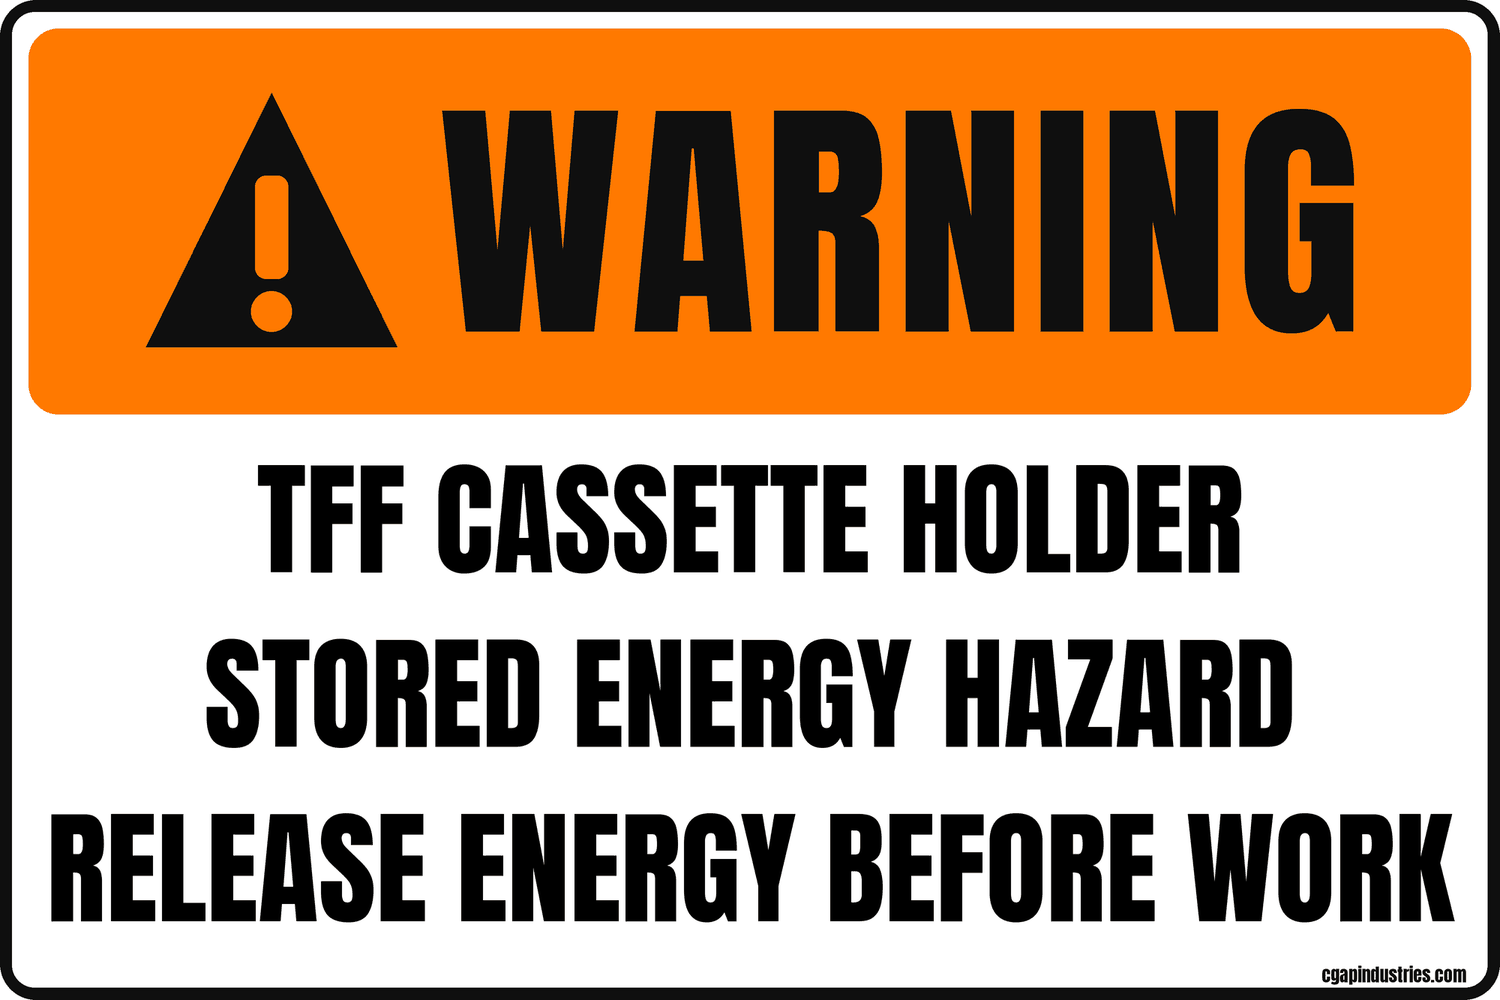 WARNING
TFF CASSETTE HOLDER
STORED ENERGY HAZARD
RELEASE ENERGY BEFORE WORK
cgapindustries.com